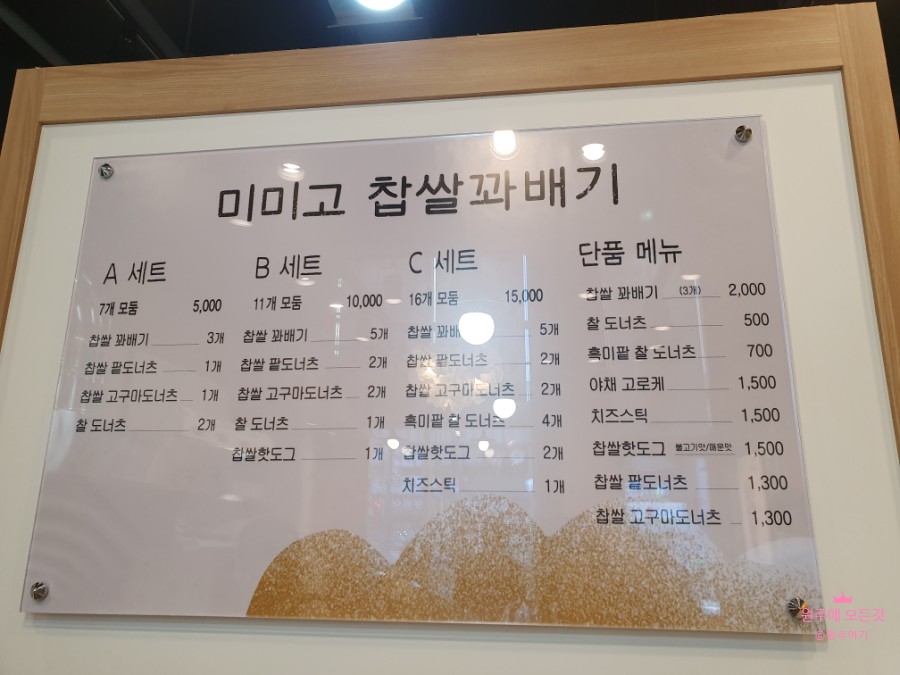 미미고 찹쌀꽈배기
A 세트
7개 모둠 5,000
찹쌀 꽈배기 3개
찹쌀 팥도너츠 1개
찹쌀 고구마도너츠 1개
찰 도너츠 2개
B 세트
11개 모둠 10,000
찹쌀 꽈배기 5개
찹쌀 팥도너츠 2개
찹쌀 고구마도너츠 2개
찰 도너츠 1개
찹쌀핫도그 1개
C 세트
16개 모둠 15,000
찹쌀 꽈배기 5개
찹쌀 팥도너츠 2개
찹쌀 고구마도너츠 2개
흑미팥 찰 도너츠 4개
찹쌀핫도그 2개
치즈스틱 1개
단품 메뉴
찹쌀 꽈배기 (3개) 2,000
찰 도너츠 500
흑미팥 찰 도너츠 700
야채 고로케 1,500
치즈스틱 1,500
찹쌀핫도그 불고기맛/매운맛 1,500
찹쌀 팥도너츠 1,300
찹쌀 고구마도너츠 1,300
모든것